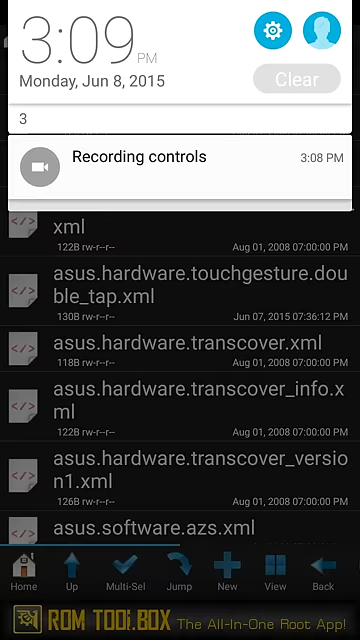 3:09 PM
Monday, Jun 8, 2015
Clear
3
Recording controls
3:08 PM
xml
122B rw-r--r--
Aug 01, 2008 07:00:00 PM
asus.hardware.touchgesture.dou
ble_tap.xml
130B rw-r--r--
Jun 07, 2015 07:36:12 PM
asus.hardware.transcover.xml
118B rw-r--r--
Aug 01, 2008 07:00:00 PM
asus.hardware.transcover_info.x
ml
122B rw-r--r--
Aug 01, 2008 07:00:00 PM
asus.hardware.transcover_versio
n1.xml
126B rw-r--r--
Aug 01, 2008 07:00:00 PM
asus.software.azs.xml
Home
Up
Multi-Sel
Jump
New
View
Back
ROM TOOLBOX The All-In-One Root App!